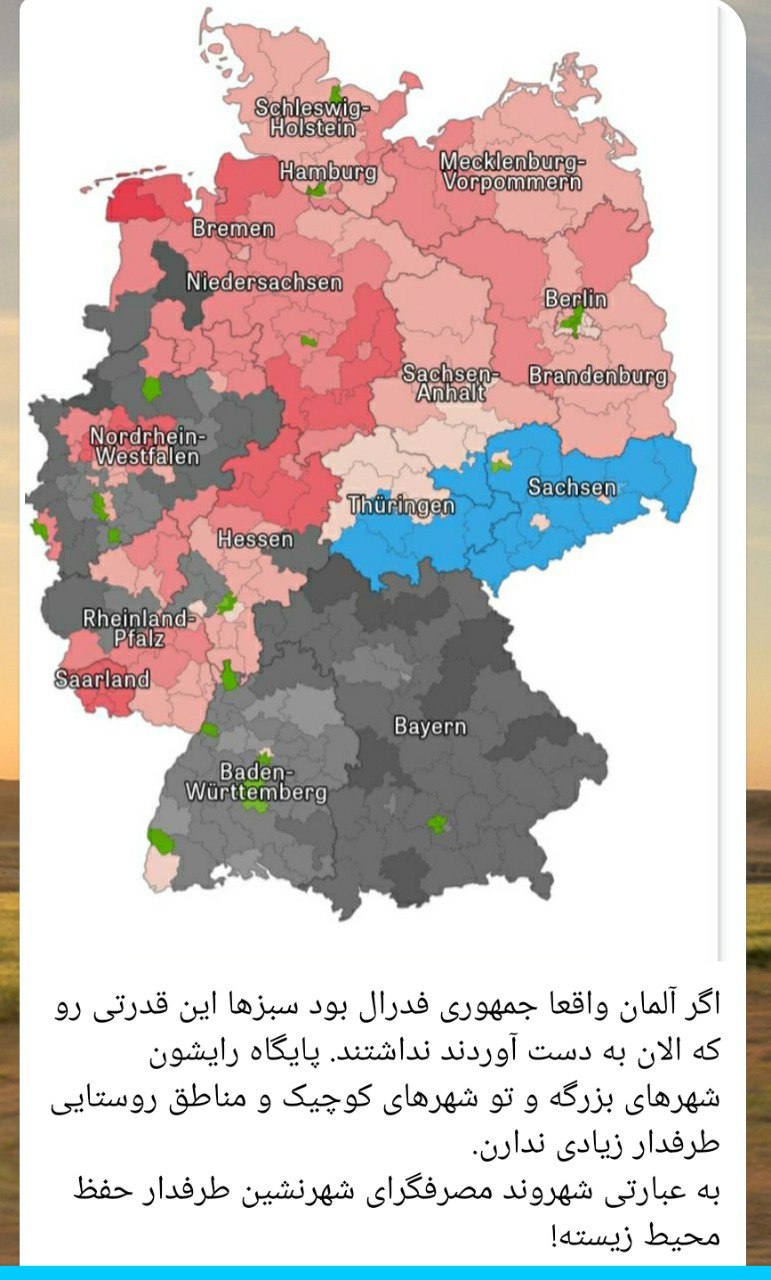 Schleswig-
Holstein
Hamburg
Mecklenburg-
Vorpommern
Bremen
Niedersachsen
Berlin
Sachsen-
Anhalt
Brandenburg
Nordrhein-
Westfalen
Sachsen
Thüringen
Hessen
Rheinland-
Pfalz
Saarland
Bayern
Baden-
Württemberg
اگر آلمان واقعا جمهوری فدرال بود سبزها این قدرتی رو
که الان به دست آوردند نداشتند. پایگاه رایشون
شهرهای بزرگه و تو شهرهای کوچیک و مناطق روستایی
طرفدار زیادی ندارن.
به عبارتی شهروند مصرفگرای شهرنشین طرفدار حفظ
محیط زیسته!